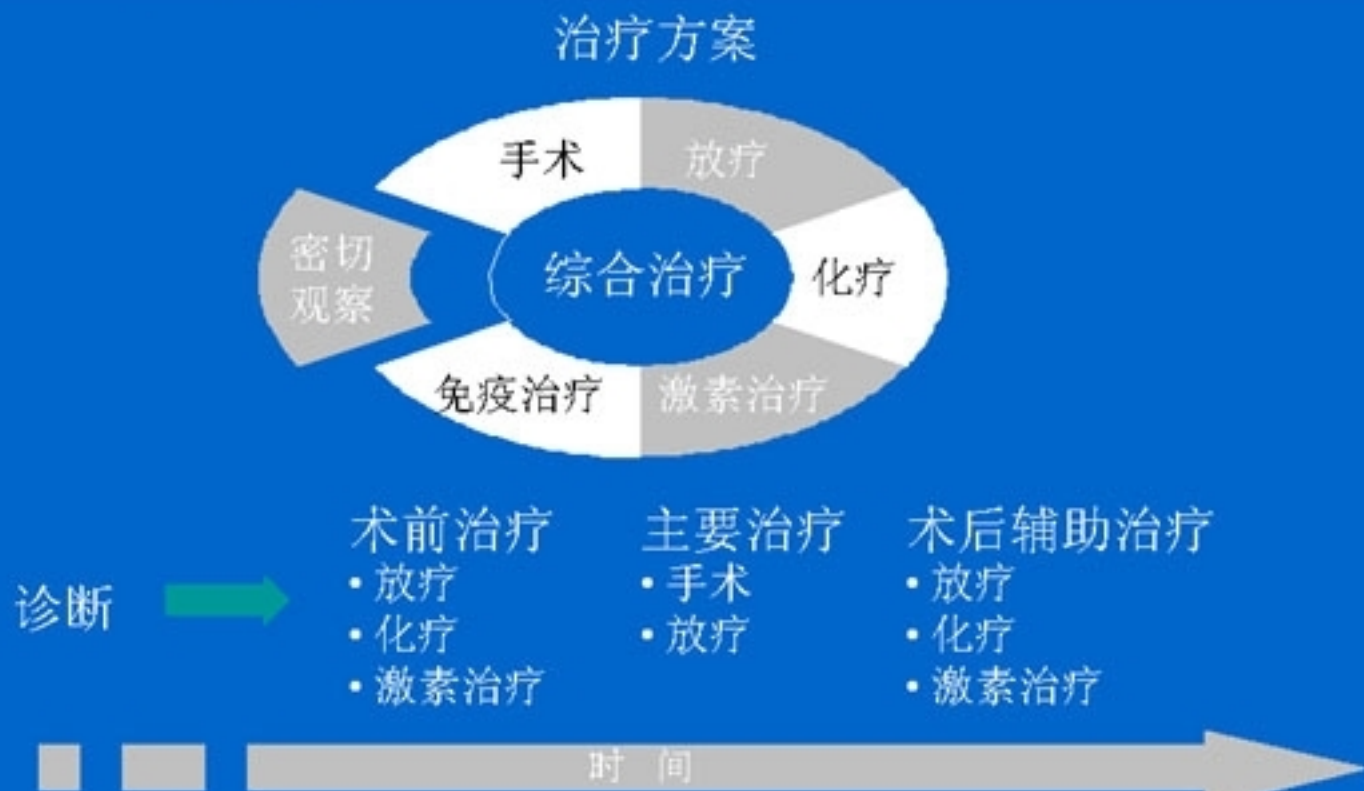 治疗方案
手术
放疗
密切
观察
综合治疗
化疗
免疫治疗
激素治疗
诊断
术前治疗
• 放疗
• 化疗
• 激素治疗
主要治疗
• 手术
• 放疗
术后辅助治疗
• 放疗
• 化疗
• 激素治疗
时 间